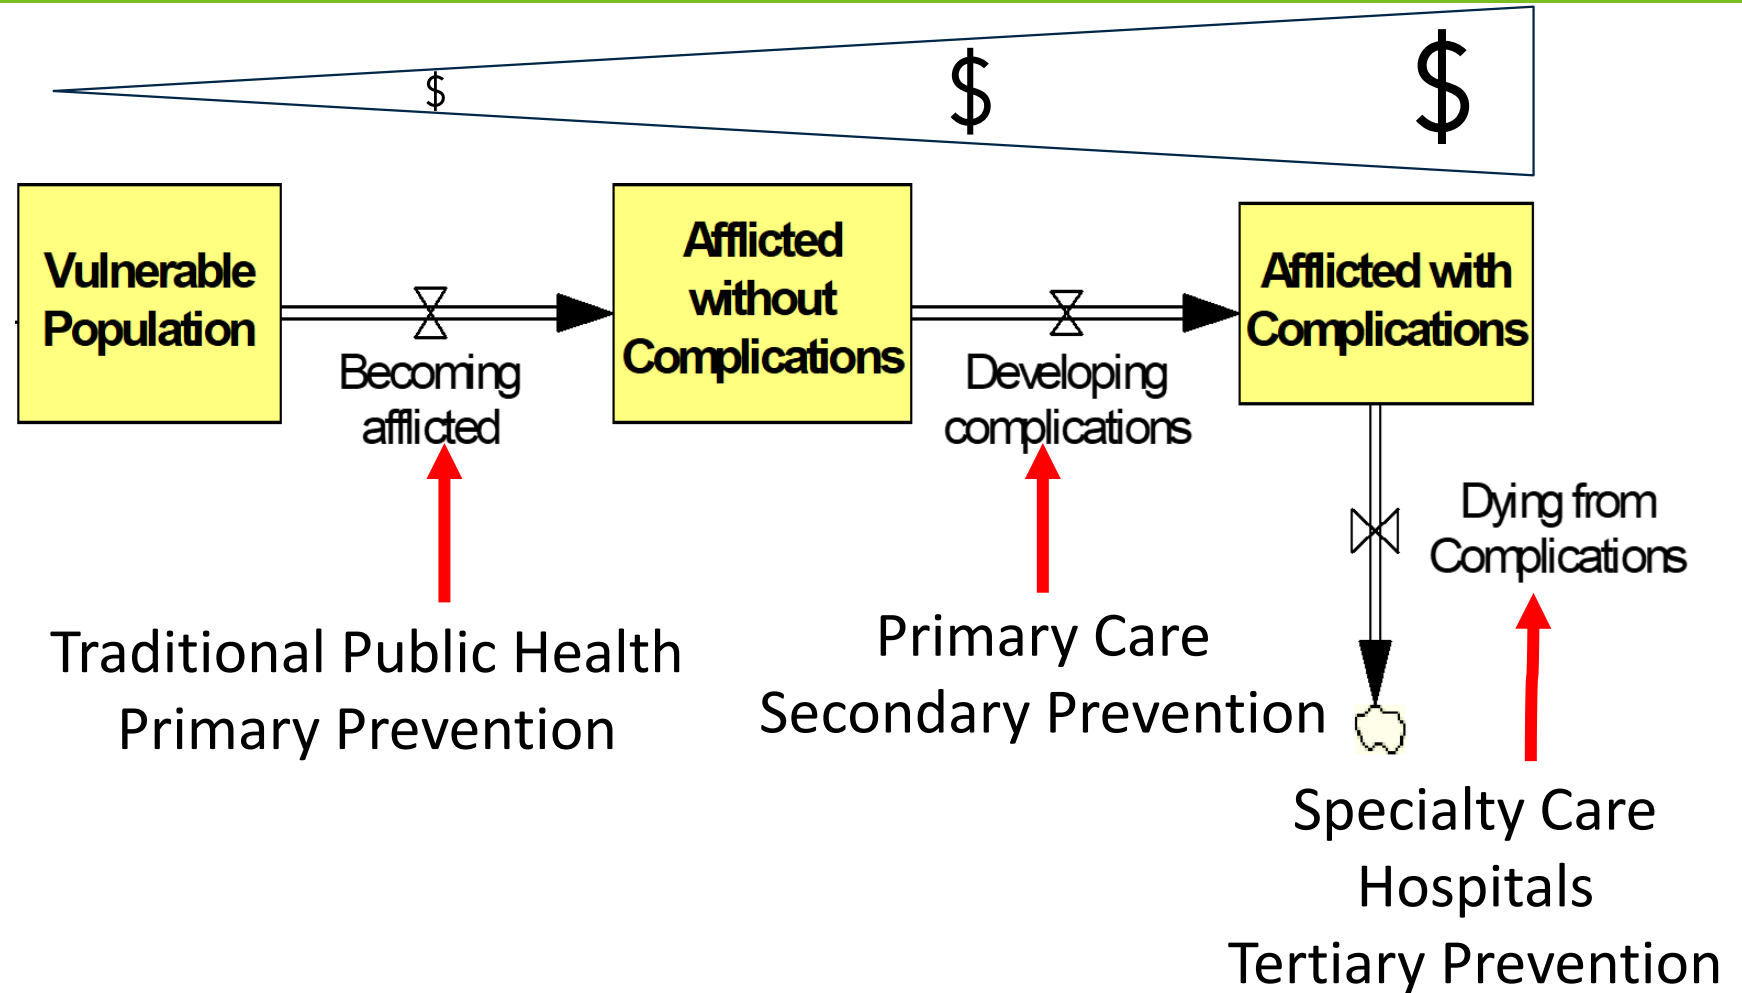 $
$
$
Vulnerable
Population
Becoming
afflicted
Afflicted
without
Complications
Developing
complications
Afflicted with
Complications
Dying from
Complications
Traditional Public Health
Primary Prevention
Primary Care
Secondary Prevention
Specialty Care
Hospitals
Tertiary Prevention